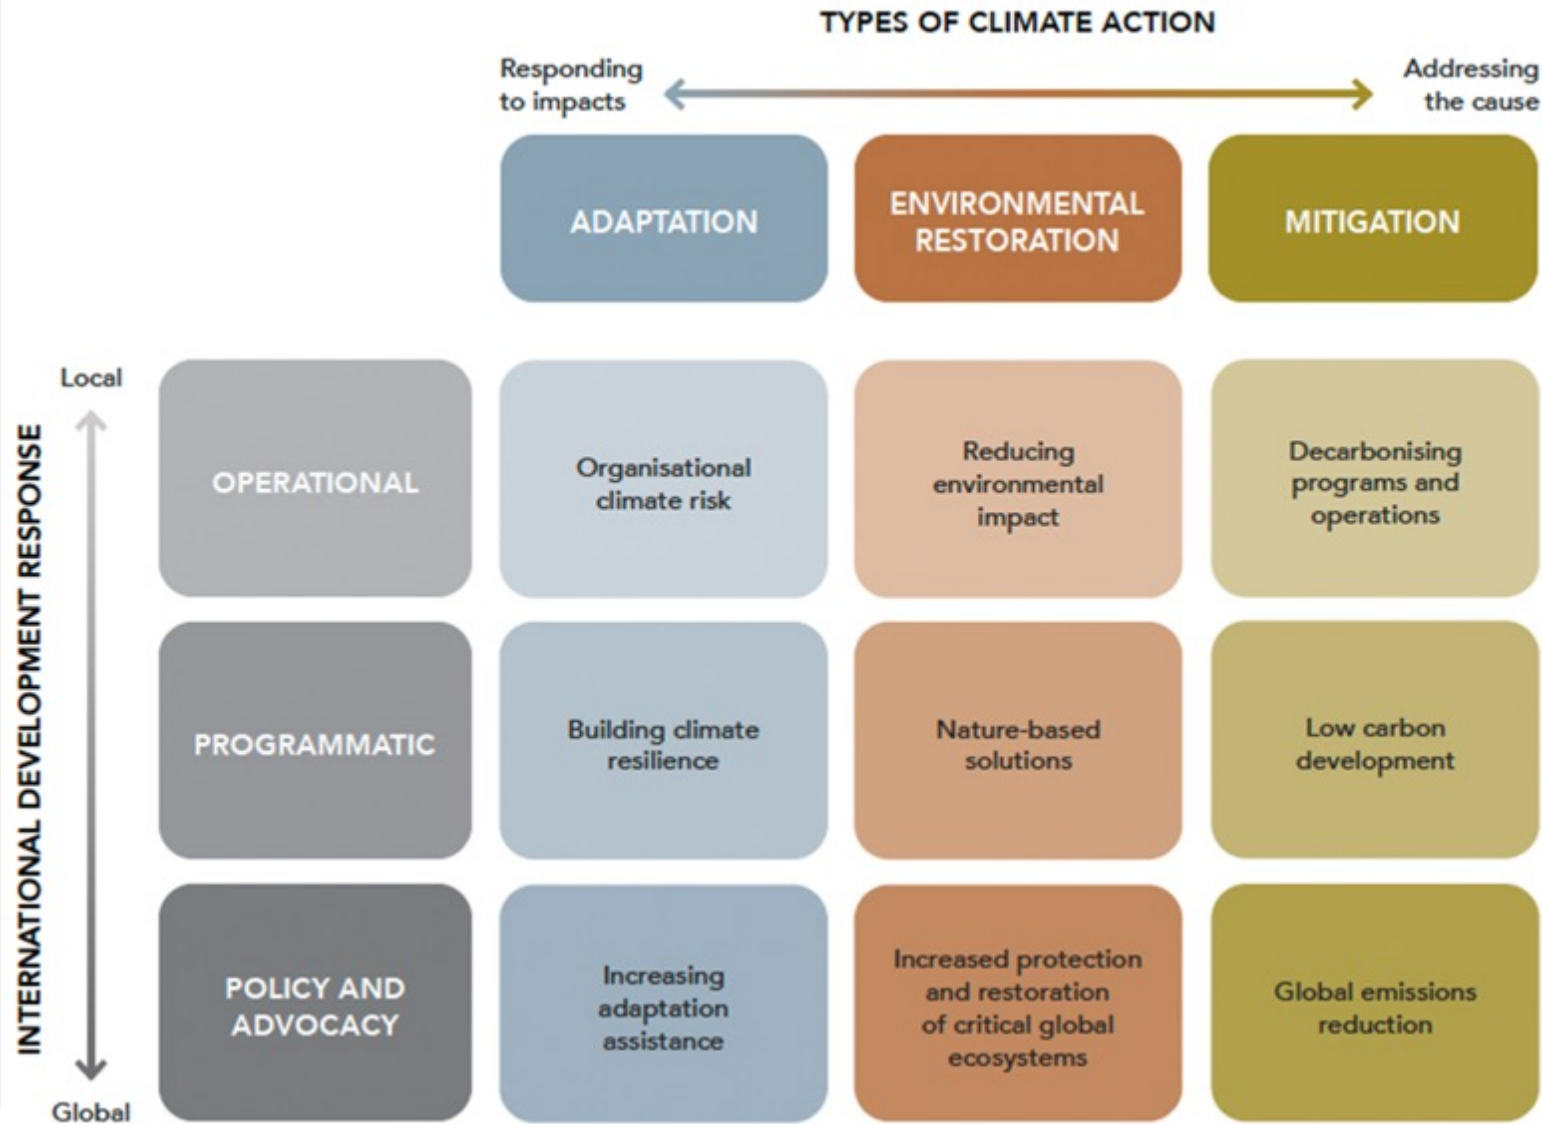 TYPES OF CLIMATE ACTION
Responding
to impacts
Addressing
the cause
ADAPTATION
ENVIRONMENTAL
RESTORATION
MITIGATION
INTERNATIONAL DEVELOPMENT RESPONSE
Local
OPERATIONAL
Organisational
climate risk
Reducing
environmental
impact
Decarbonising
programs and
operations
PROGRAMMATIC
Building climate
resilience
Nature-based
solutions
Low carbon
development
POLICY AND
ADVOCACY
Increasing
adaptation
assistance
Increased protection
and restoration
of critical global
ecosystems
Global emissions
reduction
Global